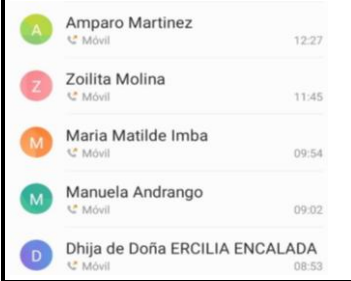 A
Amparo Martinez
Móvil
12:27
Z
Zoilita Molina
Móvil
11:45
M
Maria Matilde Imba
Móvil
09:54
M
Manuela Andrango
Móvil
09:02
D
Dhija de Doña ERCILIA ENCALADA
Móvil
08:53